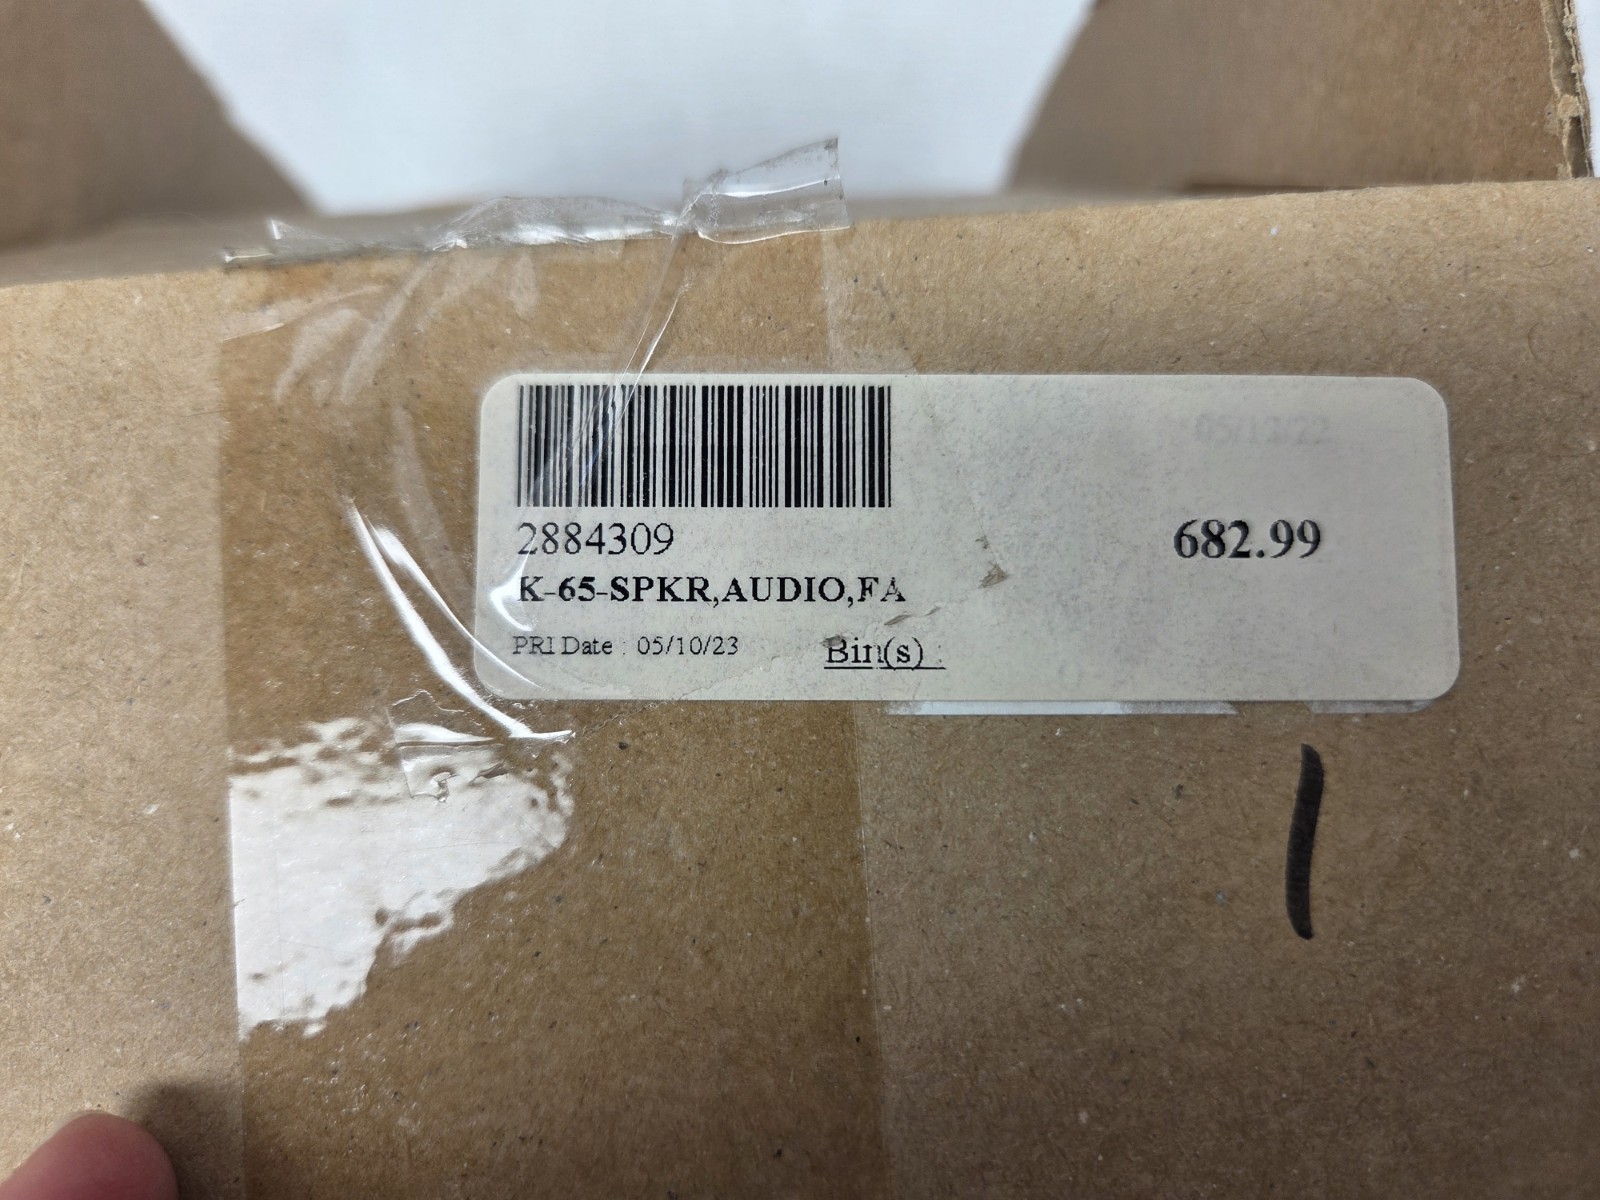 2884309
682.99
K-65-SPKR,AUDIO,FA
PRI Date : 05/10/23
Bin(s) :